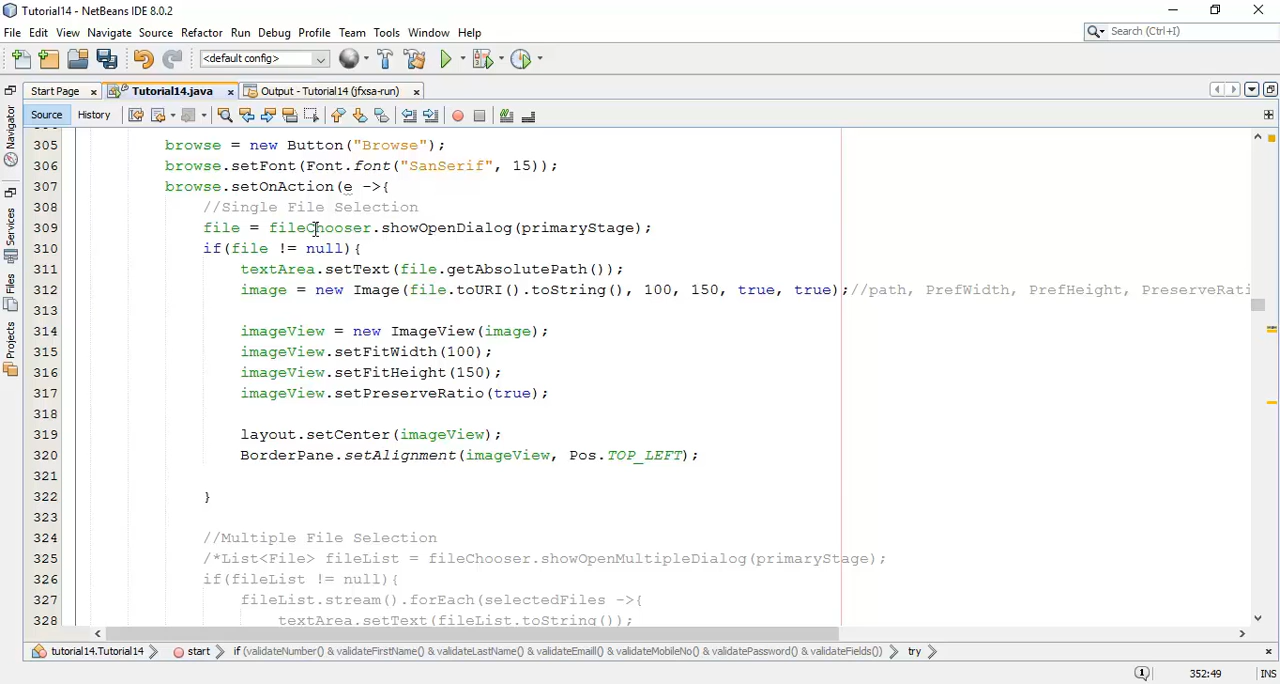 Tutorial14 - NetBeans IDE 8.0.2
File Edit View Navigate Source Refactor Run Debug Profile Team Tools Window Help
Search (Ctrl+I)
<default config>
Start Page Tutorial14.java Output - Tutorial14 (jfxsa-run)
Source History
Navigator
Services
Files
Projects
305 browse = new Button("Browse");
306 browse.setFont(Font.font("SanSerif", 15));
307 browse.setOnAction(e ->{
308 //Single File Selection
309 file = fileChooser.showOpenDialog(primaryStage);
310 if(file != null){
311 textArea.setText(file.getAbsolutePath());
312 image = new Image(file.toURI().toString(), 100, 150, true, true);//path, PrefWidth, PrefHeight, PreserveRati
313
314 imageView = new ImageView(image);
315 imageView.setFitWidth(100);
316 imageView.setFitHeight(150);
317 imageView.setPreserveRatio(true);
318
319 layout.setCenter(imageView);
320 BorderPane.setAlignment(imageView, Pos.TOP_LEFT);
321
322 }
323
324 //Multiple File Selection
325 /*List<File> fileList = fileChooser.showOpenMultipleDialog(primaryStage);
326 if(fileList != null){
327 fileList.stream().forEach(selectedFiles ->{
328 textArea.setText(fileList.toString());
tutorial14.Tutorial14 start if (validateNumber() & validateFirstName() & validateLastName() & validateEmaill() & validateMobileNo() & validatePassword() & validateFields()) try
1 352:49 INS